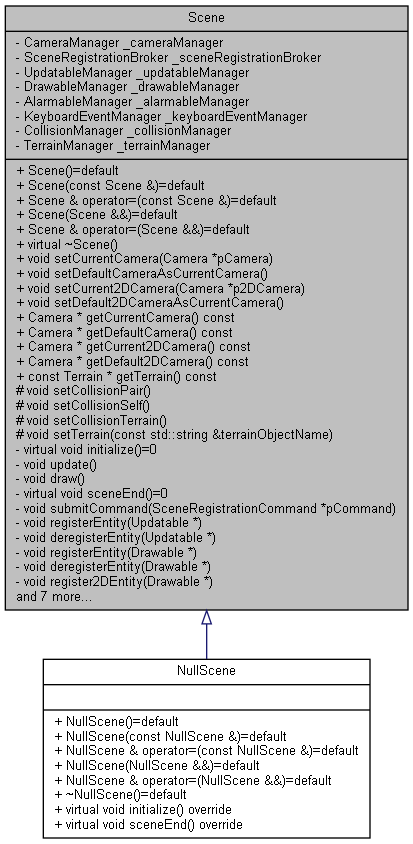 Scene
- CameraManager _cameraManager
- SceneRegistrationBroker _sceneRegistrationBroker
- UpdatableManager _updatableManager
- DrawableManager _drawableManager
- AlarmableManager _alarmableManager
- KeyboardEventManager _keyboardEventManager
- CollisionManager _collisionManager
- TerrainManager _terrainManager
+ Scene()=default
+ Scene(const Scene &)=default
+ Scene & operator=(const Scene &)=default
+ Scene(Scene &&)=default
+ Scene & operator=(Scene &&)=default
+ virtual ~Scene()
+ void setCurrentCamera(Camera *pCamera)
+ void setDefaultCameraAsCurrentCamera()
+ void setCurrent2DCamera(Camera *p2DCamera)
+ void setDefault2DCameraAsCurrentCamera()
+ Camera * getCurrentCamera() const
+ Camera * getDefaultCamera() const
+ Camera * getCurrent2DCamera() const
+ Camera * getDefault2DCamera() const
+ const Terrain * getTerrain() const
# void setCollisionPair()
# void setCollisionSelf()
# void setCollisionTerrain()
# void setTerrain(const std::string &terrainObjectName)
- virtual void initialize()=0
- void update()
- void draw()
- virtual void sceneEnd()=0
- void submitCommand(SceneRegistrationCommand *pCommand)
- void registerEntity(Updatable *)
- void deregisterEntity(Updatable *)
- void registerEntity(Drawable *)
- void deregisterEntity(Drawable *)
- void register2DEntity(Drawable *)
and 7 more...
NullScene
+ NullScene()=default
+ NullScene(const NullScene &)=default
+ NullScene & operator=(const NullScene &)=default
+ NullScene(NullScene &&)=default
+ NullScene & operator=(NullScene &&)=default
+ ~NullScene()=default
+ virtual void initialize() override
+ virtual void sceneEnd() override